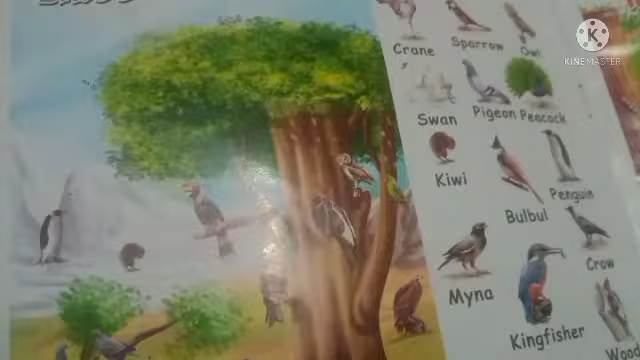 Crane Sparrow Owl
Swan Pigeon Peacock
Kiwi Bulbul Penguin
Myna Kingfisher Crow
KINEMASTER